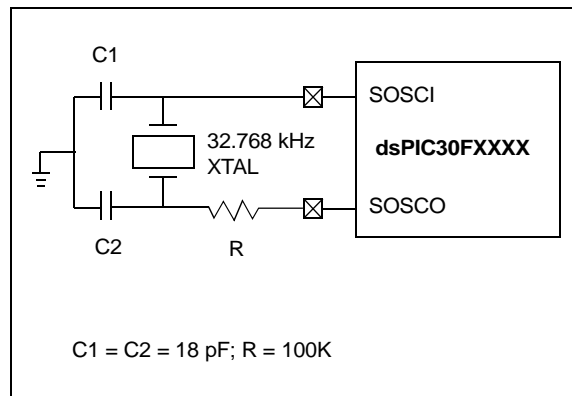 C1
SOSCI
32.768 kHz
XTAL
dsPIC30FXXXX
SOSCO
C2
R
C1 = C2 = 18 pF; R = 100K